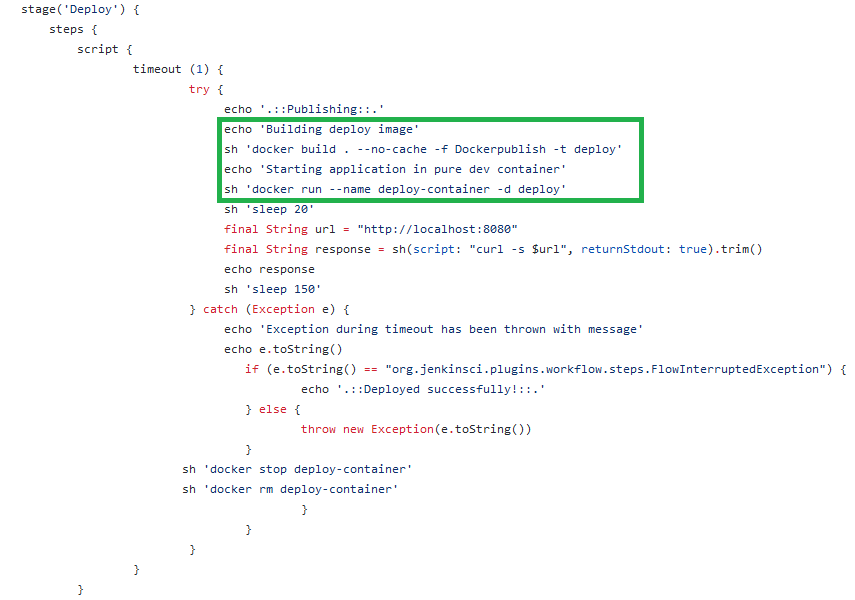 stage('Deploy') {
steps {
script {
timeout (1) {
try {
echo '.::Publishing::.'
echo 'Building deploy image'
sh 'docker build . --no-cache -f Dockerpublish -t deploy'
echo 'Starting application in pure dev container'
sh 'docker run --name deploy-container -d deploy'
sh 'sleep 20'
final String url = "http://localhost:8080"
final String response = sh(script: "curl -s $url", returnStdout: true).trim()
echo response
sh 'sleep 150'
} catch (Exception e) {
echo 'Exception during timeout has been thrown with message'
echo e.toString()
if (e.toString() == "org.jenkinsci.plugins.workflow.steps.FlowInterruptedException") {
echo '.::Deployed successfully!::.'
} else {
throw new Exception(e.toString())
}
sh 'docker stop deploy-container'
sh 'docker rm deploy-container'
}
}
}
}
}